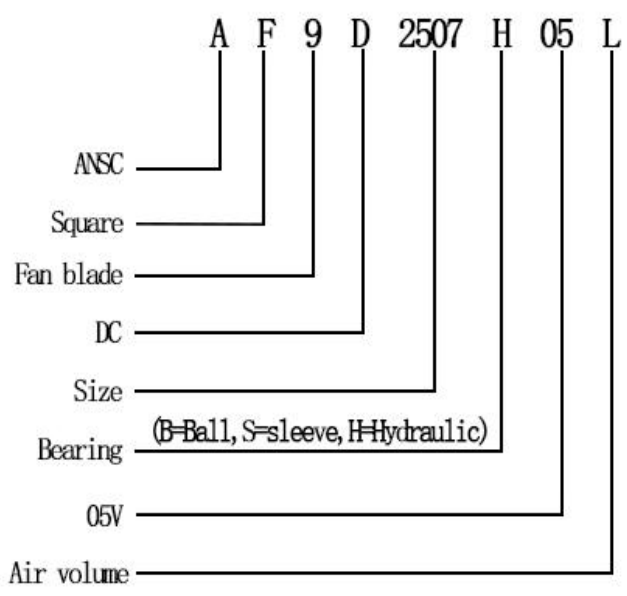 A F 9 D 2507 H 05 L
ANSC
Square
Fan blade
DC
Size
Bearing (B=Ball, S=sleeve, H=Hydraulic)
05V
Air volume